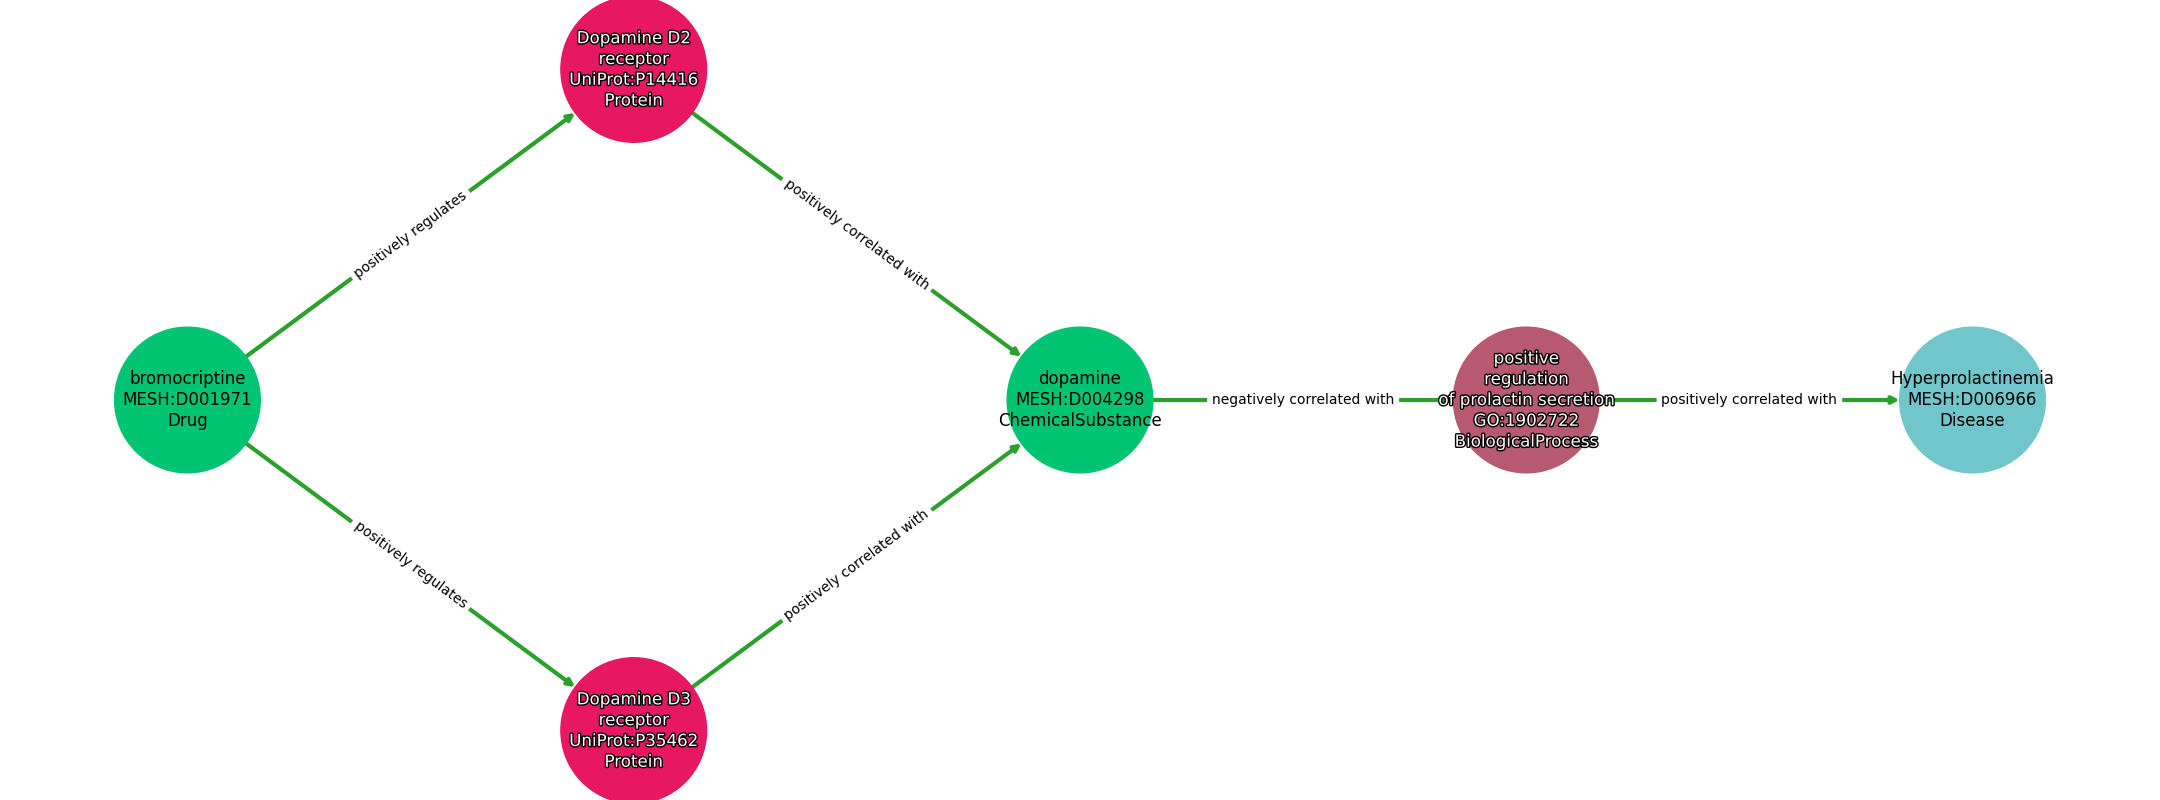 Dopamine D2
receptor
UniProt:P14416
Protein
positively regulates
positively correlated with
bromocriptine
MESH:D001971
Drug
dopamine
MESH:D004298
ChemicalSubstance
negatively correlated with
positive
regulation
of prolactin secretion
GO:1902722
BiologicalProcess
positively correlated with
Hyperprolactinemia
MESH:D006966
Disease
positively regulates
positively correlated with
Dopamine D3
receptor
UniProt:P35462
Protein